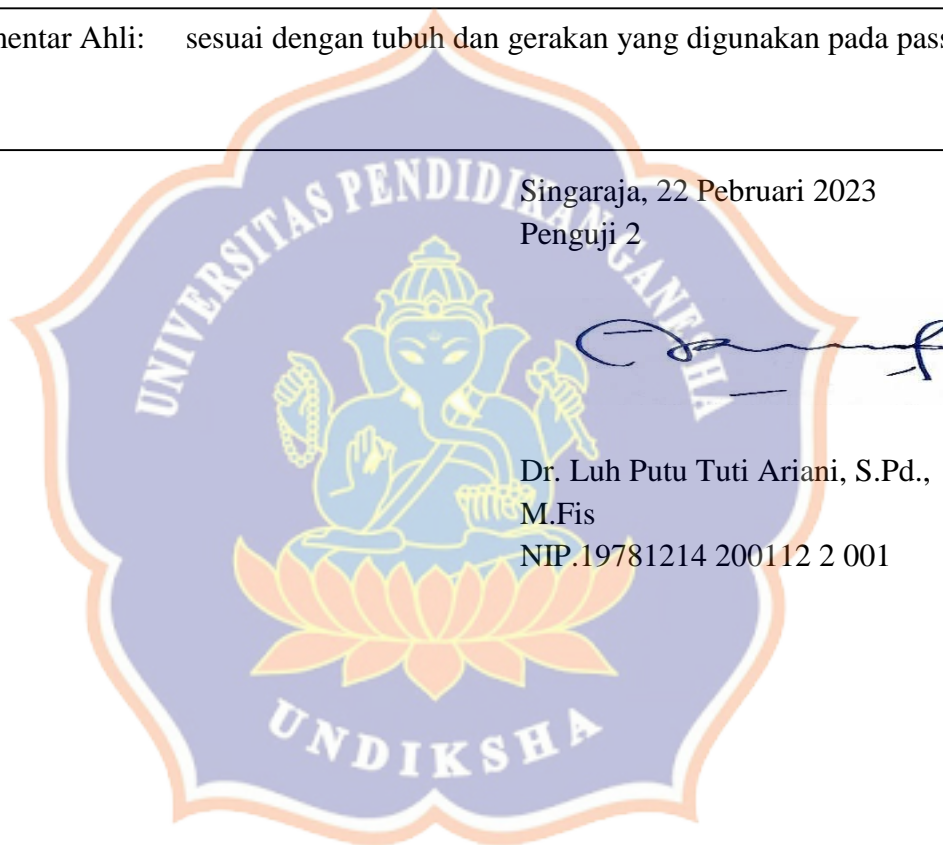 mentar Ahli: sesuai dengan tubuh dan gerakan yang digunakan pada pass
Singaraja, 22 Pebruari 2023
Penguji 2
Dr. Luh Putu Tuti Ariani, S.Pd.,
M.Fis
NIP.19781214 200112 2 001
UNIVERSITAS PENDIDIKAN GANESHA
UNDIKSHA